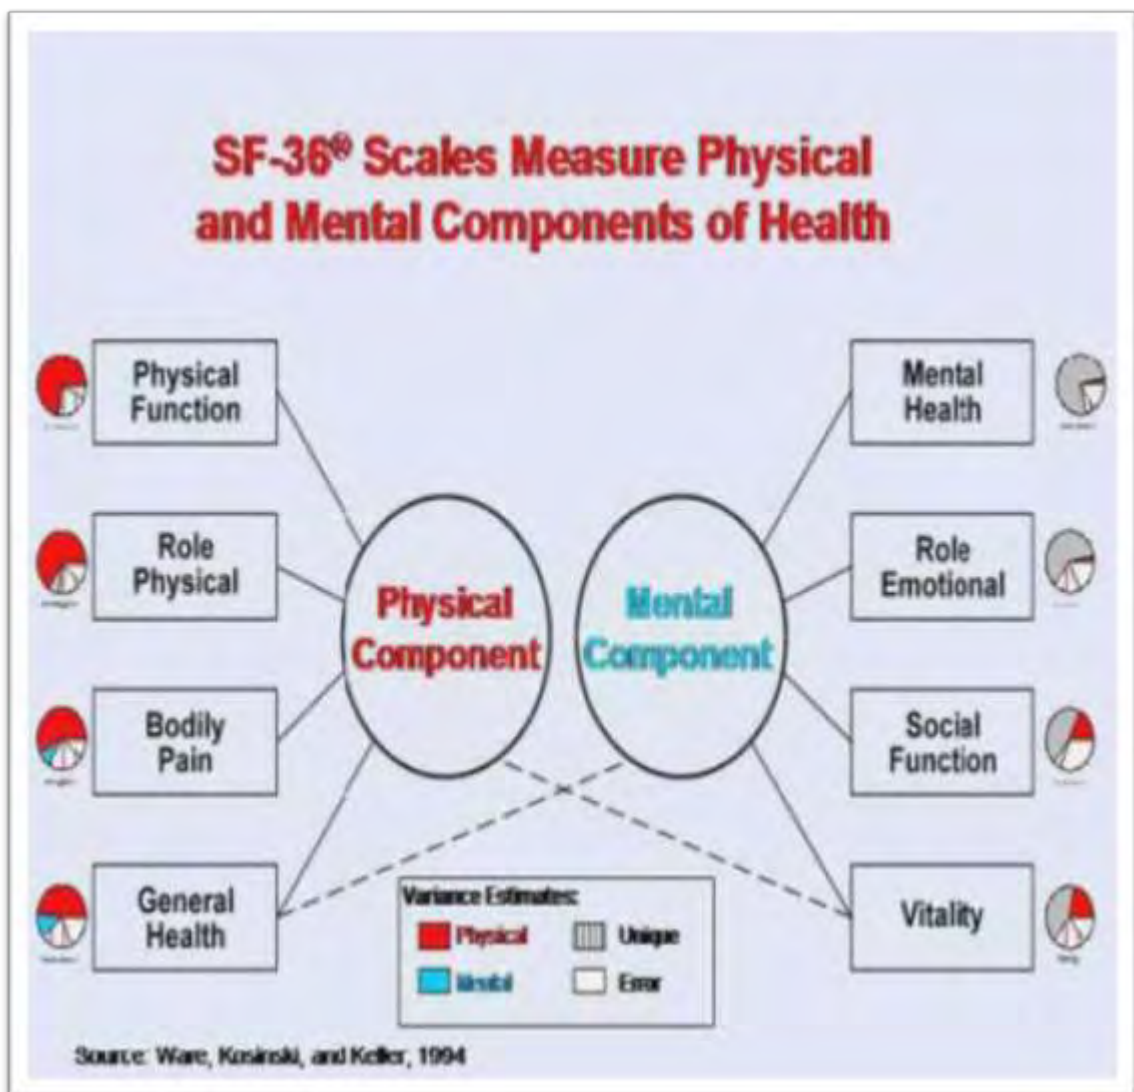 SF-36® Scales Measure Physical
and Mental Components of Health
Physical
Function
Role
Physical
Bodily
Pain
General
Health
Physical
Component
Mental
Component
Mental
Health
Role
Emotional
Social
Function
Vitality
Variance Estimates:
Physical
Unique
Mental
Error
Source: Ware, Kosinski, and Keller, 1994